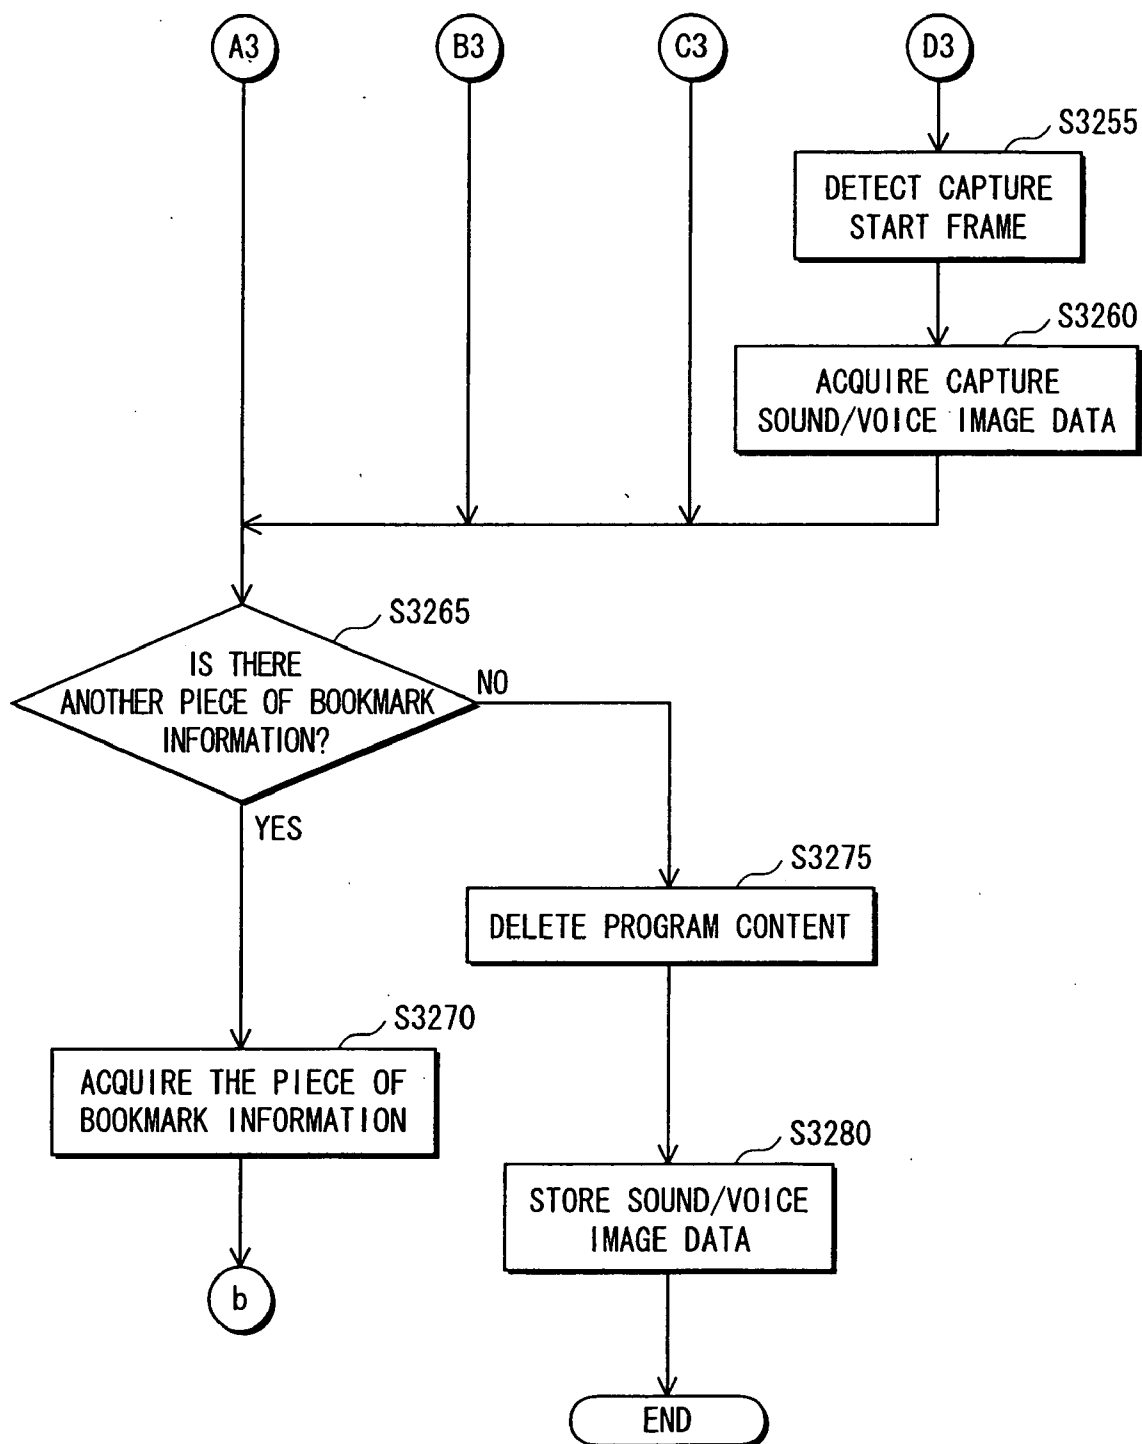 A3
B3
C3
D3
S3255
DETECT CAPTURE
START FRAME
S3260
ACQUIRE CAPTURE
SOUND/VOICE IMAGE DATA
S3265
IS THERE
ANOTHER PIECE OF BOOKMARK
INFORMATION?
NO
YES
S3275
DELETE PROGRAM CONTENT
S3270
ACQUIRE THE PIECE OF
BOOKMARK INFORMATION
S3280
STORE SOUND/VOICE
IMAGE DATA
b
END